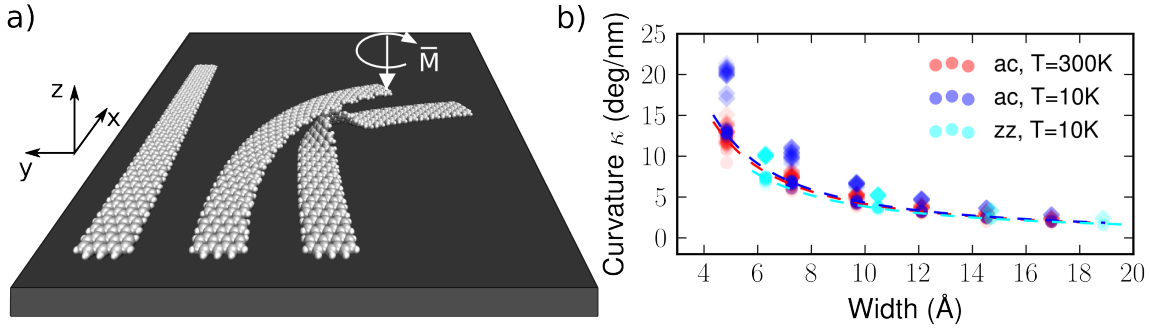 a)
z
x
y
M̅
b)
Curvature κ (deg/nm)
25
20
15
10
5
0
ac, T=300K
ac, T=10K
zz, T=10K
4 6 8 10 12 14 16 18 20
Width (Å)